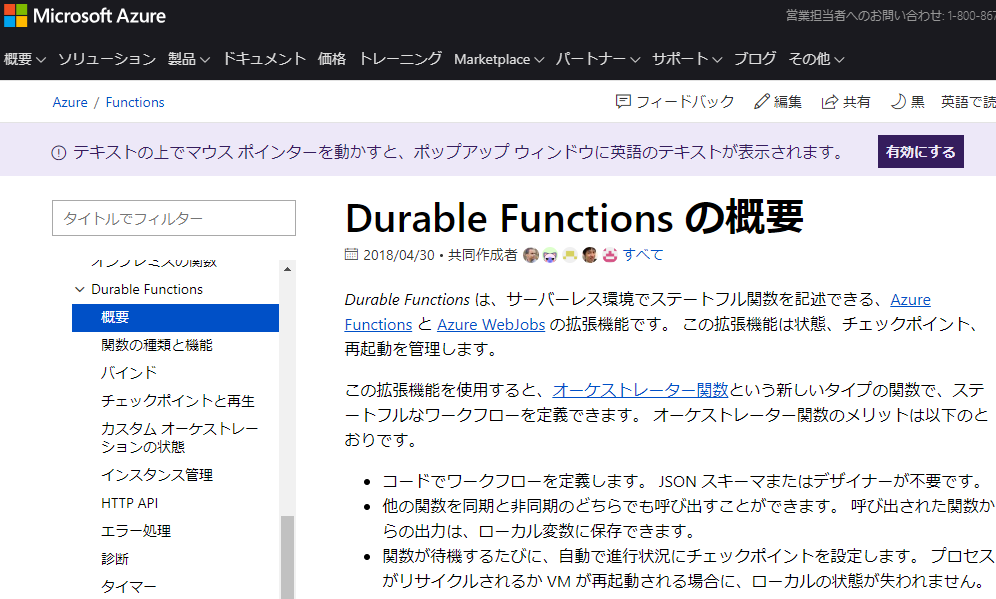 Microsoft Azure
営業担当者へのお問い合わせ: 1-800-867
概要 ソリューション 製品 ドキュメント 価格 トレーニング Marketplace パートナー サポート ブログ その他
Azure / Functions
フィードバック 編集 共有 黒 英語で読
テキストの上でマウス ポインターを動かすと、ポップアップ ウィンドウに英語のテキストが表示されます。 有効にする
タイトルでフィルター
オンプレミスの関数
Durable Functions
概要
関数の種類と機能
バインド
チェックポイントと再生
カスタム オーケストレー
ションの状態
インスタンス管理
HTTP API
エラー処理
診断
タイマー
Durable Functions の概要
2018/04/30 • 共同作成者 すべて
Durable Functions は、サーバーレス環境でステートフル関数を記述できる、Azure
Functions と Azure WebJobs の拡張機能です。 この拡張機能は状態、チェックポイント、
再起動を管理します。
この拡張機能を使用すると、オーケストレーター関数という新しいタイプの関数で、ステ
ートフルなワークフローを定義できます。 オーケストレーター関数のメリットは以下のと
おりです。
• コードでワークフローを定義します。 JSON スキーマまたはデザイナーが不要です。
• 他の関数を同期と非同期のどちらでも呼び出すことができます。 呼び出された関数か
らの出力は、ローカル変数に保存できます。
• 関数が待機するたびに、自動で進行状況にチェックポイントを設定します。 プロセス
がリサイクルされるか VM が再起動される場合に、ローカルの状態が失われません。